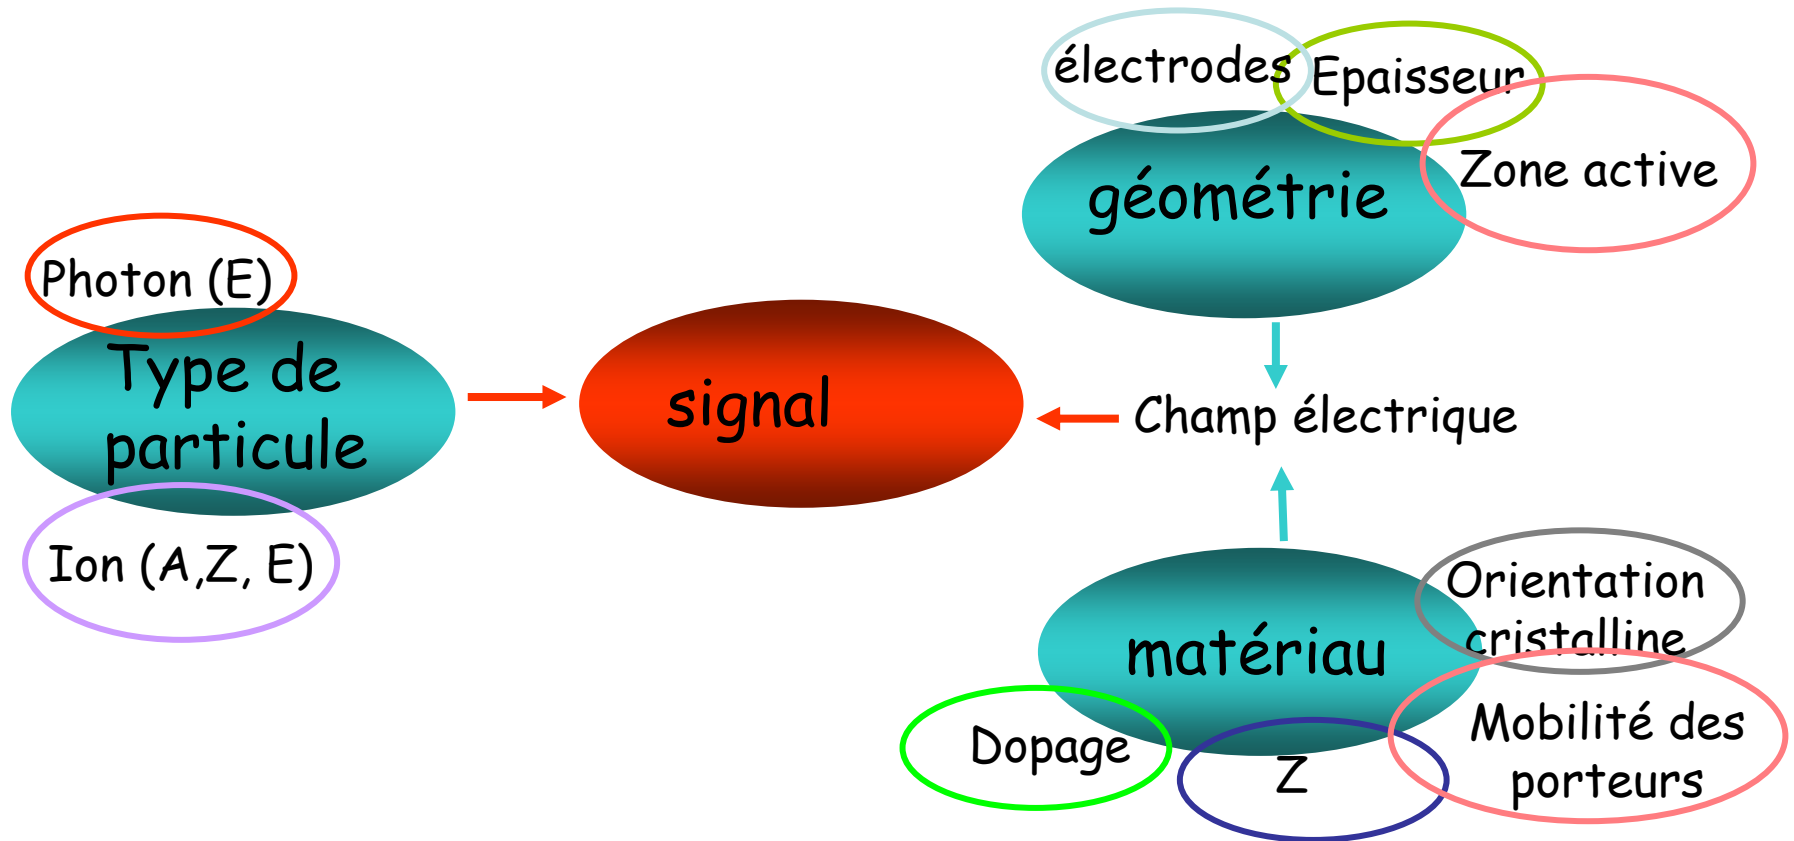 électrodes
Epaisseur
Zone active
géométrie
Photon (E)
Type de
particule
Ion (A,Z, E)
signal
Champ électrique
matériau
Orientation
cristalline
Mobilité des
porteurs
Dopage
Z